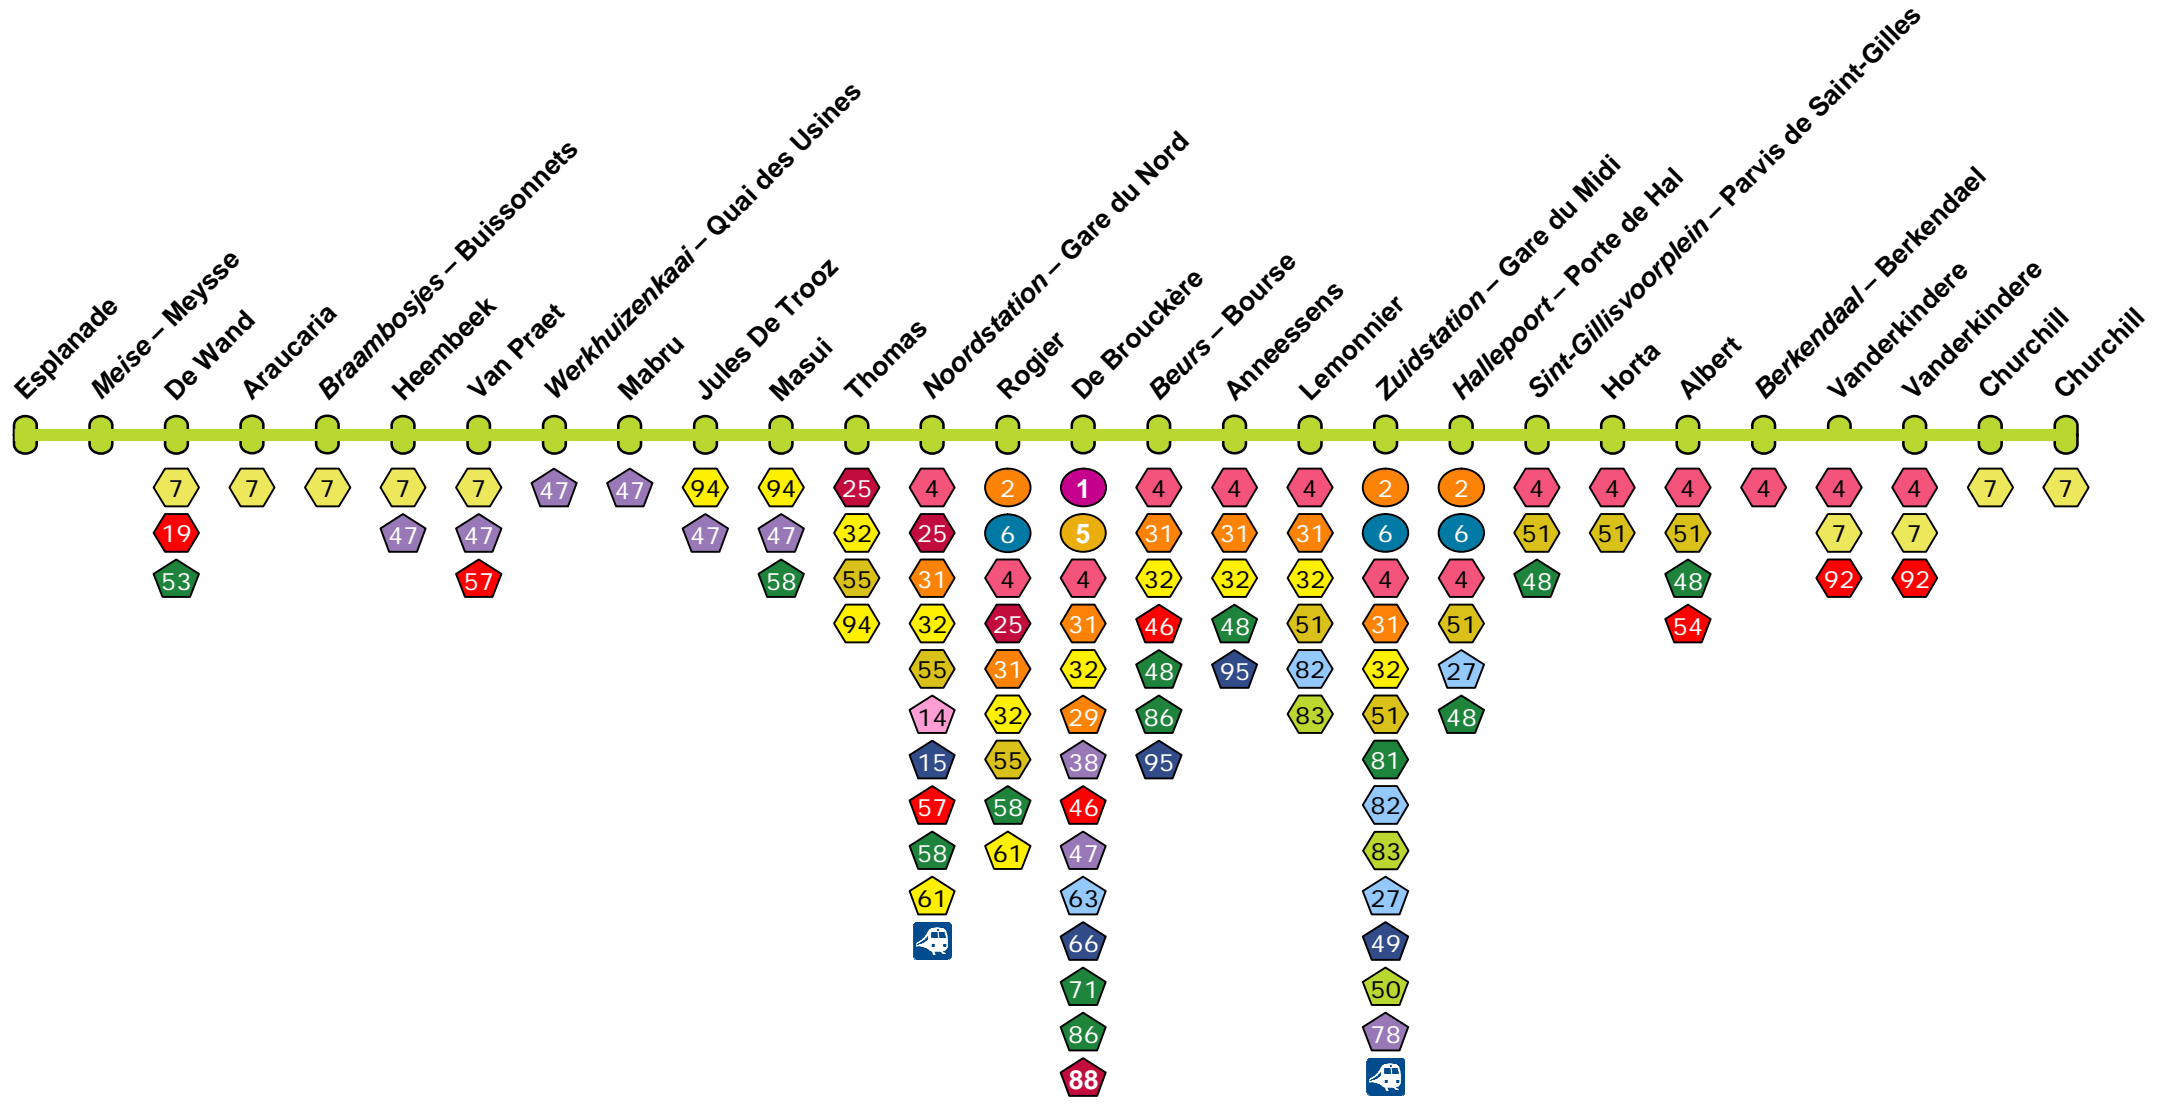 Esplanade
Meise – Meysse
De Wand
Araucaria
Braambosjes – Buissonnets
Heembeek
Van Praet
Werkhuizenkaai – Quai des Usines
Mabru
Jules De Trooz
Masui
Thomas
Noordstation – Gare du Nord
Rogier
De Brouckère
Beurs – Bourse
Anneessens
Lemonnier
Zuidstation – Gare du Midi
Hallepoort – Porte de Hal
Sint-Gillisvoorplein – Parvis de Saint-Gilles
Horta
Albert
Berkendaal – Berkendael
Vanderkindere
Vanderkindere
Churchill
Churchill
7 7 7 7 7 47 47 94 94 25 4 2 1 4 4 4 2 2 4 4 4 4 4 4 7 7
19 47 47 47 47 32 25 6 5 31 31 31 6 6 51 51 51 7 7
53 57 58 55 31 4 4 32 32 32 4 4 48 48 92 92
94 32 25 31 46 48 51 31 51 54
55 31 32 48 95 82 32 27
14 32 29 86 83 51 48
15 55 38 95 81
57 58 46 82
58 61 47 83
61 63 27
66 49
71 50
86 78
88